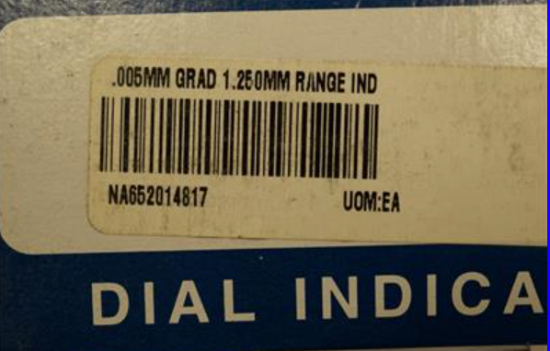 .005MM GRAD 1.250MM RANGE IND
NA652014817
UOM:EA
DIAL INDICA